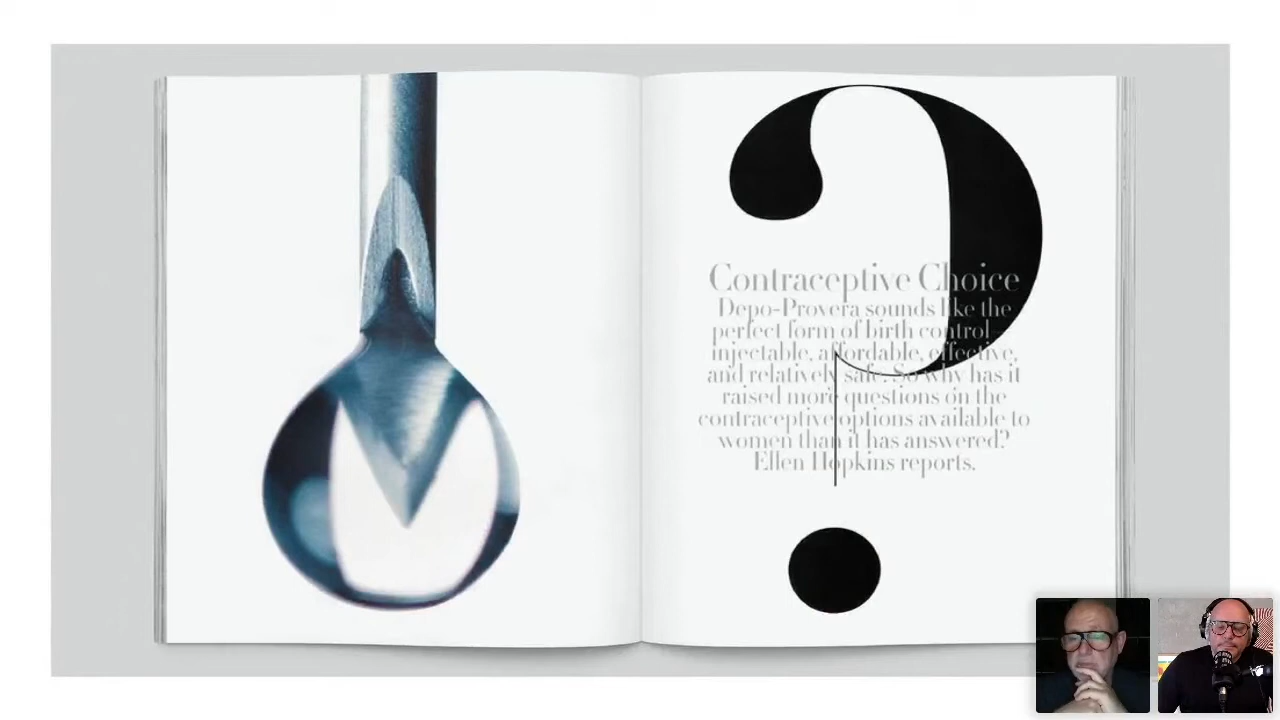 ?
Contraceptive Choice
Depo-Provera sounds like the
perfect form of birth control–
injectable, affordable, effective,
and relatively safe. So why has it
raised more questions on the
contraceptive options available to
women than it has answered?
Ellen Hopkins reports.